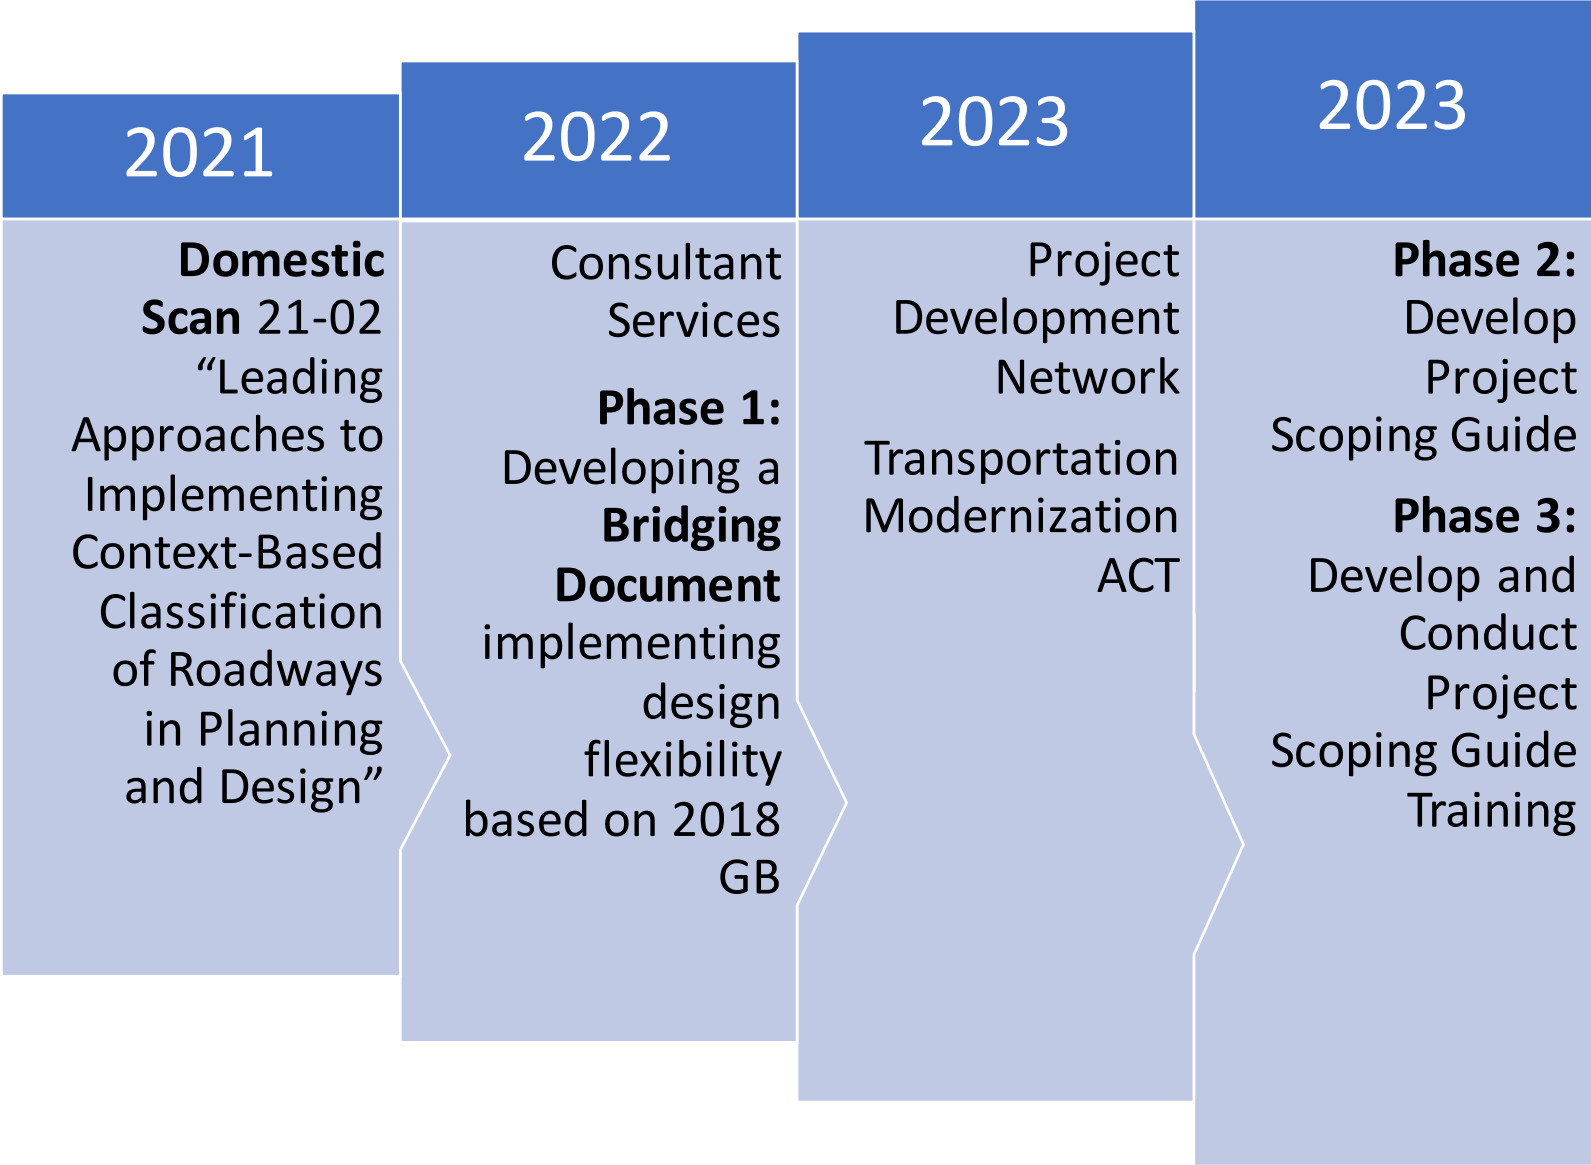 2021
Domestic
Scan 21-02
“Leading
Approaches to
Implementing
Context-Based
Classification
of Roadways
in Planning
and Design”
2022
Consultant
Services
Phase 1:
Developing a
Bridging
Document
implementing
design
flexibility
based on 2018
GB
2023
Project
Development
Network
Transportation
Modernization
ACT
2023
Phase 2:
Develop
Project
Scoping Guide
Phase 3:
Develop and
Conduct
Project
Scoping Guide
Training